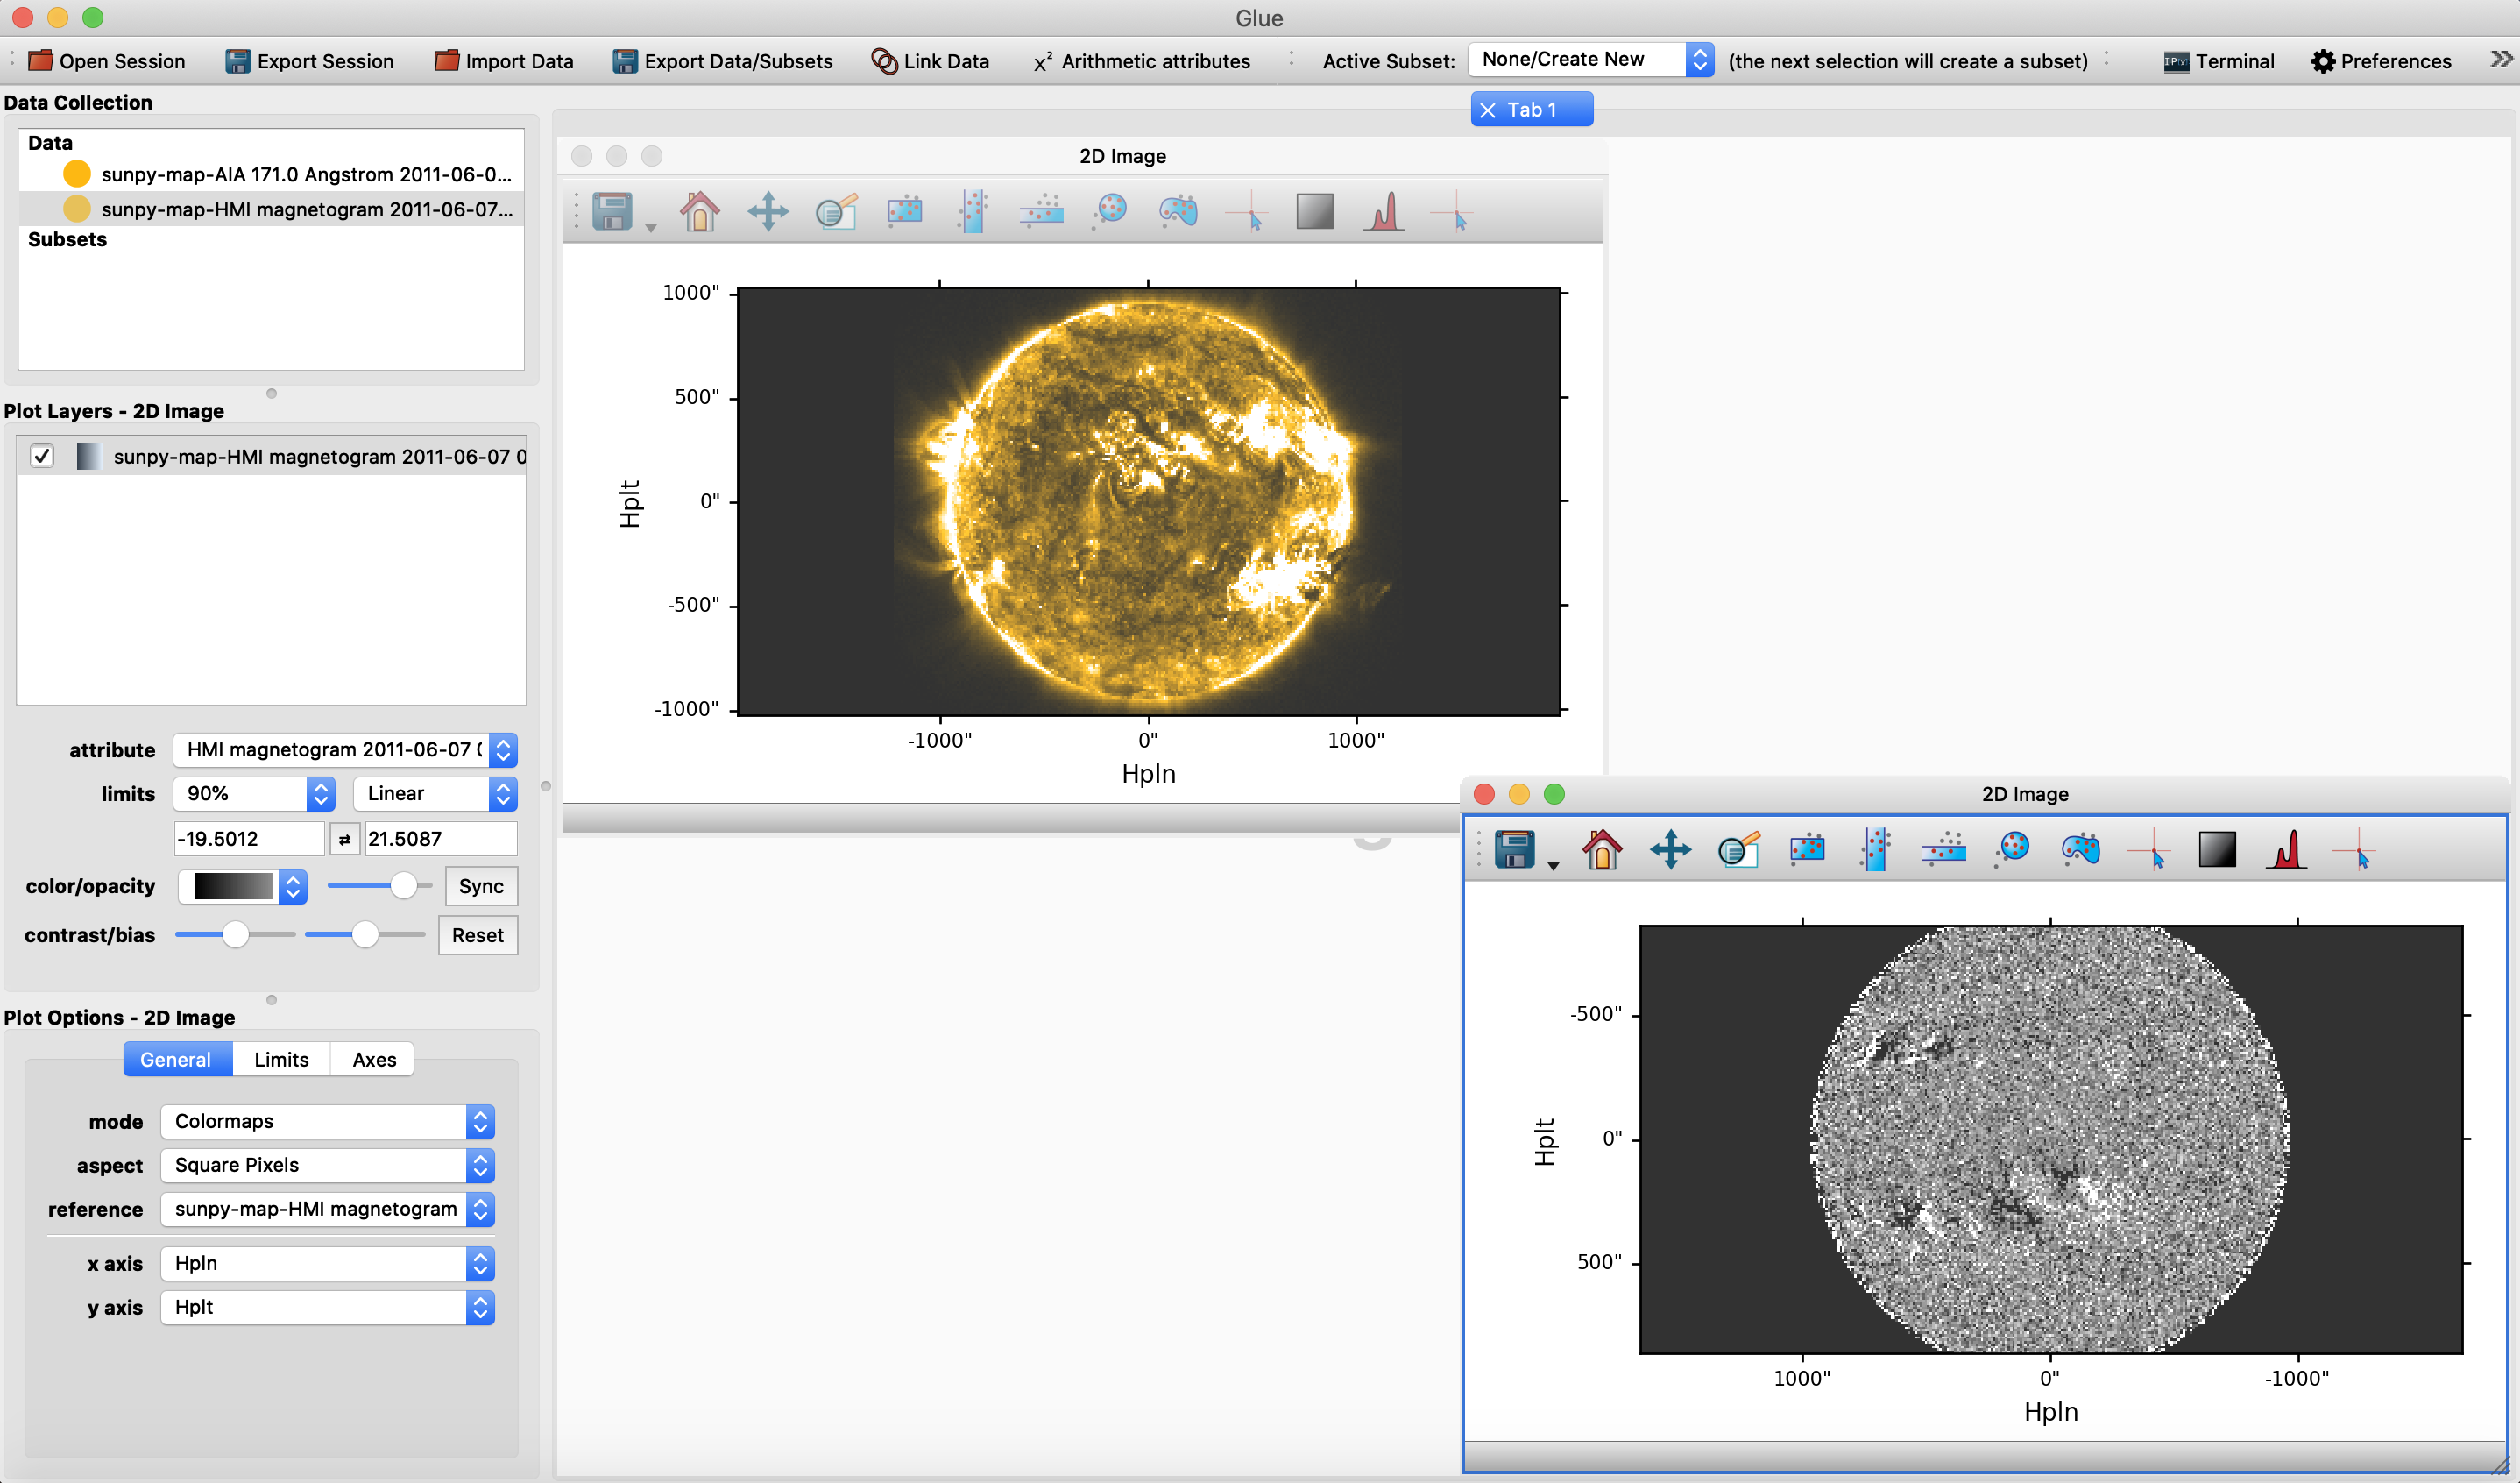 Glue
Open Session Export Session Import Data Export Data/Subsets Link Data x² Arithmetic attributes Active Subset: None/Create New (the next selection will create a subset) Terminal Preferences
Data Collection
Data
sunpy-map-AIA 171.0 Angstrom 2011-06-0...
sunpy-map-HMI magnetogram 2011-06-07...
Subsets
Plot Layers - 2D Image
sunpy-map-HMI magnetogram 2011-06-07 0
attribute HMI magnetogram 2011-06-07 (
limits 90% Linear
-19.5012 21.5087
color/opacity Sync
contrast/bias Reset
Plot Options - 2D Image
General Limits Axes
mode Colormaps
aspect Square Pixels
reference sunpy-map-HMI magnetogram
x axis Hpln
y axis Hplt
Tab 1
2D Image
1000"
500"
0"
-500"
-1000"
Hplt
-1000" 0" 1000"
Hpln
2D Image
-500"
0"
500"
Hplt
1000" 0" -1000"
Hpln